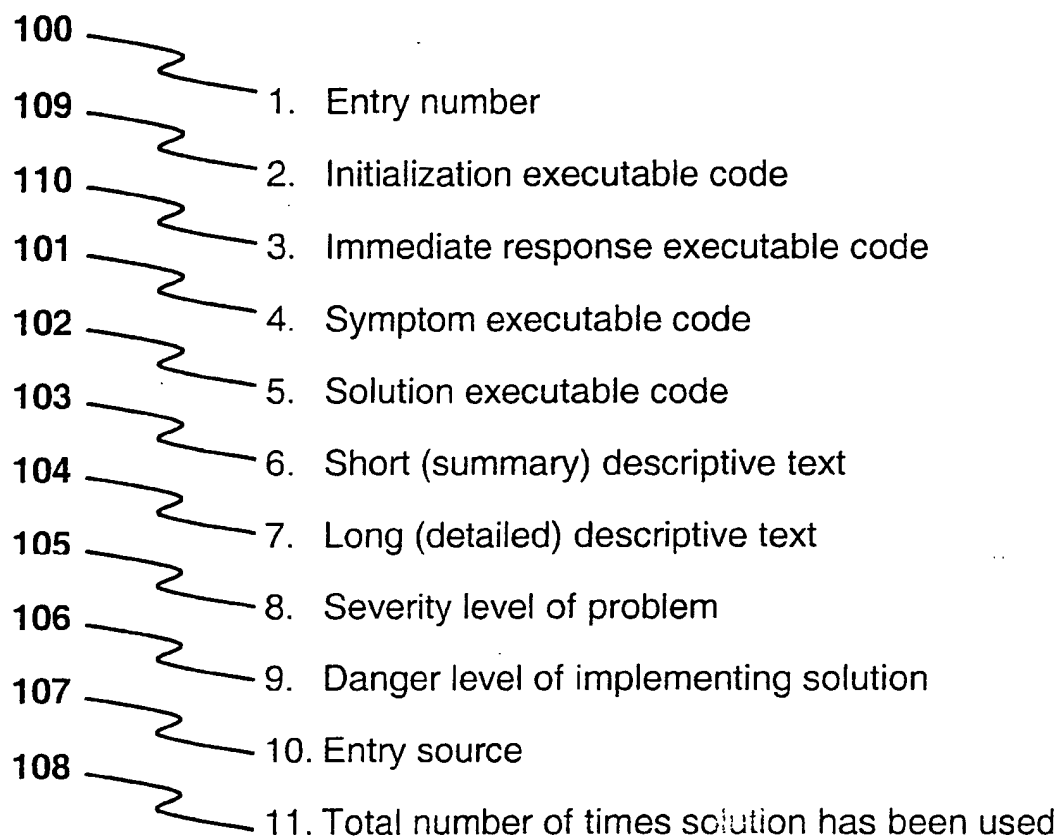 100
1. Entry number
109
2. Initialization executable code
110
3. Immediate response executable code
101
4. Symptom executable code
102
5. Solution executable code
103
6. Short (summary) descriptive text
104
7. Long (detailed) descriptive text
105
8. Severity level of problem
106
9. Danger level of implementing solution
107
10. Entry source
108
11. Total number of times solution has been used